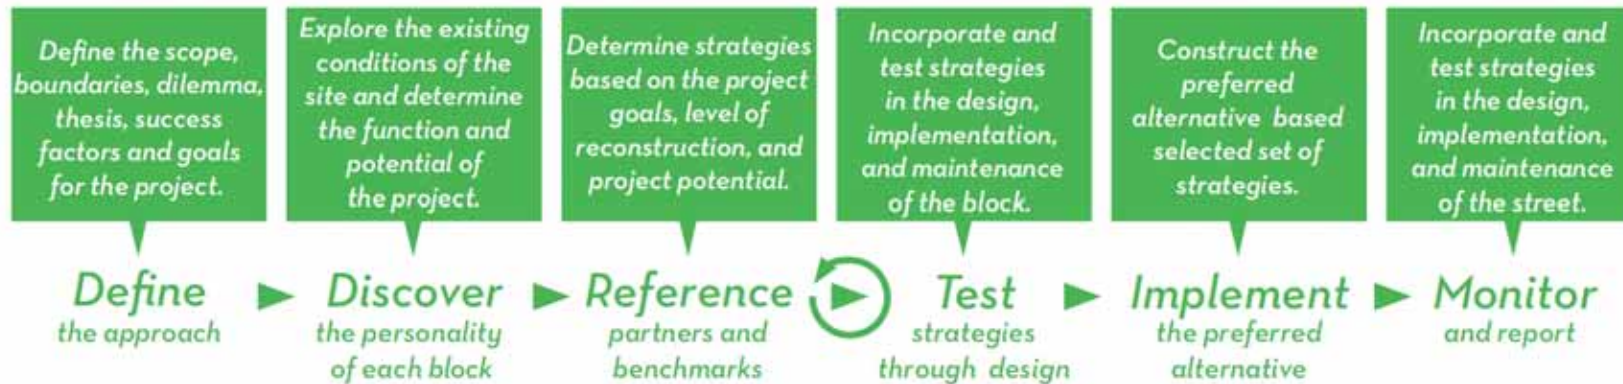 Define the scope,
boundaries, dilemma,
thesis, success
factors and goals
for the project.
Explore the existing
conditions of the
site and determine
the function and
potential of
the project.
Determine strategies
based on the project
goals, level of
reconstruction, and
project potential.
Incorporate and
test strategies
in the design,
implementation,
and maintenance
of the block.
Construct the
preferred
alternative based
selected set of
strategies.
Incorporate and
test strategies
in the design,
implementation,
and maintenance
of the street.
Define
the approach
Discover
the personality
of each block
Reference
partners and
benchmarks
Test
strategies
through design
Implement
the preferred
alternative
Monitor
and report